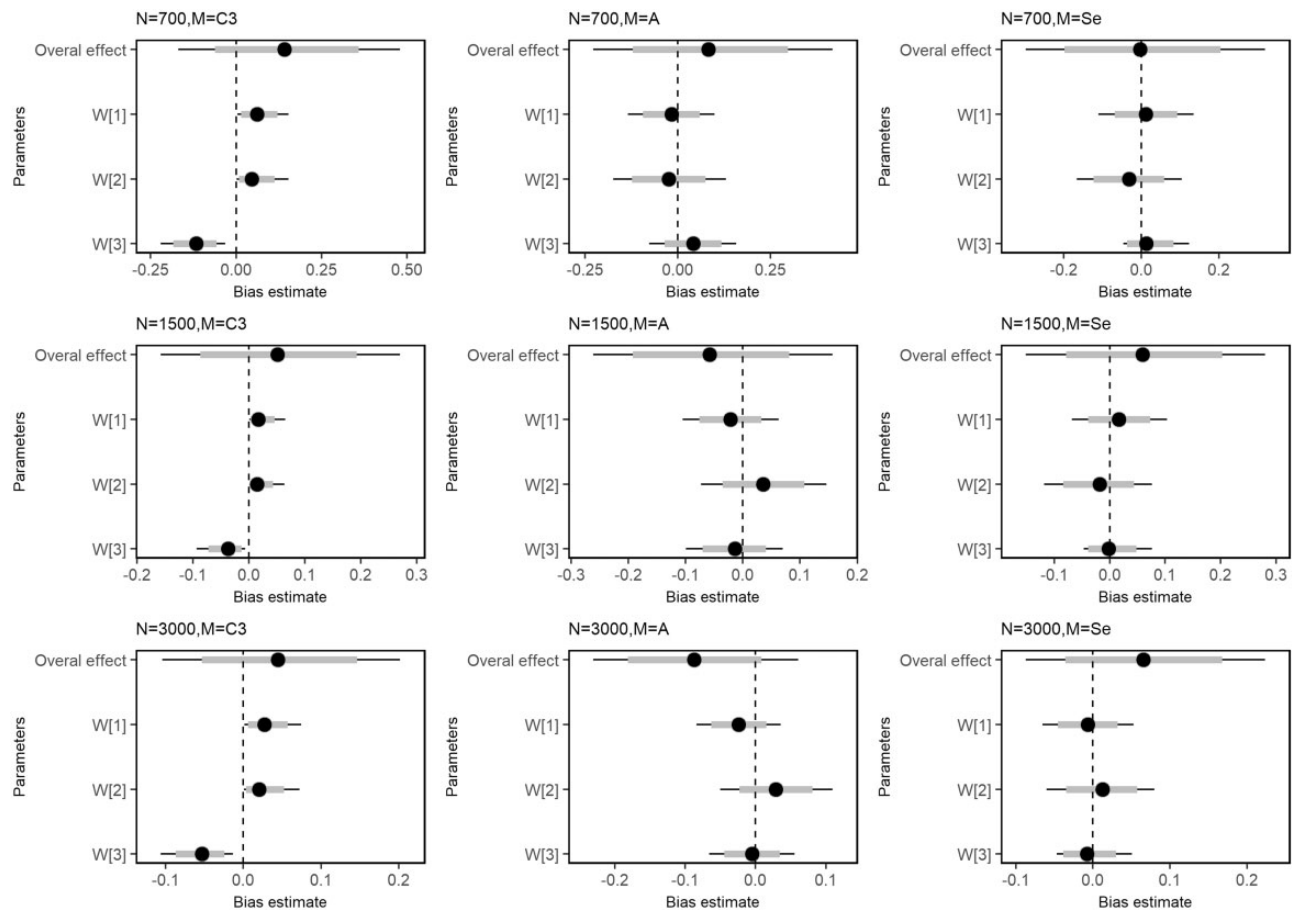 N=700,M=C3
Overal effect
W[1]
W[2]
W[3]
Parameters
-0.25 0.00 0.25 0.50
Bias estimate
N=700,M=A
Overal effect
W[1]
W[2]
W[3]
Parameters
-0.25 0.00 0.25
Bias estimate
N=700,M=Se
Overal effect
W[1]
W[2]
W[3]
Parameters
-0.2 0.0 0.2
Bias estimate
N=1500,M=C3
Overal effect
W[1]
W[2]
W[3]
Parameters
-0.2 -0.1 0.0 0.1 0.2 0.3
Bias estimate
N=1500,M=A
Overal effect
W[1]
W[2]
W[3]
Parameters
-0.3 -0.2 -0.1 0.0 0.1 0.2
Bias estimate
N=1500,M=Se
Overal effect
W[1]
W[2]
W[3]
Parameters
-0.1 0.0 0.1 0.2 0.3
Bias estimate
N=3000,M=C3
Overal effect
W[1]
W[2]
W[3]
Parameters
-0.1 0.0 0.1 0.2
Bias estimate
N=3000,M=A
Overal effect
W[1]
W[2]
W[3]
Parameters
-0.2 -0.1 0.0 0.1
Bias estimate
N=3000,M=Se
Overal effect
W[1]
W[2]
W[3]
Parameters
-0.1 0.0 0.1 0.2
Bias estimate